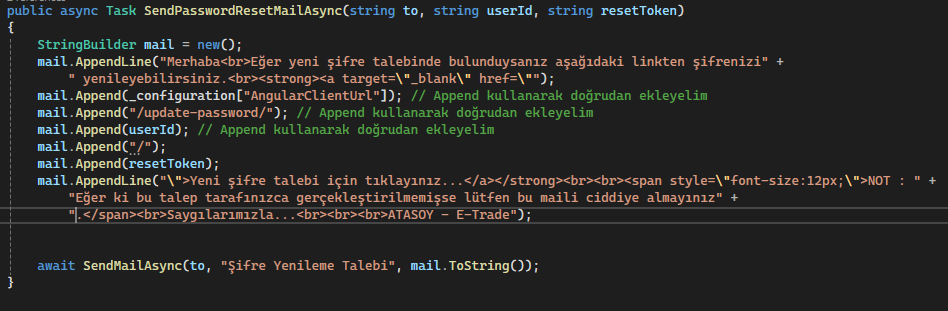 public async Task SendPasswordResetMailAsync(string to, string userId, string resetToken)
{
StringBuilder mail = new();
mail.AppendLine("Merhaba<br>Eğer yeni şifre talebinde bulunduysanız aşağıdaki linkten şifrenizi" +
" yenileyebilirsiniz.<br><strong><a target=\"_blank\" href=\"");
mail.Append(_configuration["AngularClientUrl"]); // Append kullanarak doğrudan ekleyelim
mail.Append("/update-password/"); // Append kullanarak doğrudan ekleyelim
mail.Append(userId); // Append kullanarak doğrudan ekleyelim
mail.Append("/");
mail.Append(resetToken);
mail.AppendLine("\">Yeni şifre talebi için tıklayınız...</a></strong><br><br><span style=\"font-size:12px;\">NOT : " +
"Eğer ki bu talep tarafınızca gerçekleştirilmemişse lütfen bu maili ciddiye almayınız" +
".</span><br>Saygılarımızla...<br><br><br>ATASOY - E-Trade");
await SendMailAsync(to, "Şifre Yenileme Talebi", mail.ToString());
}